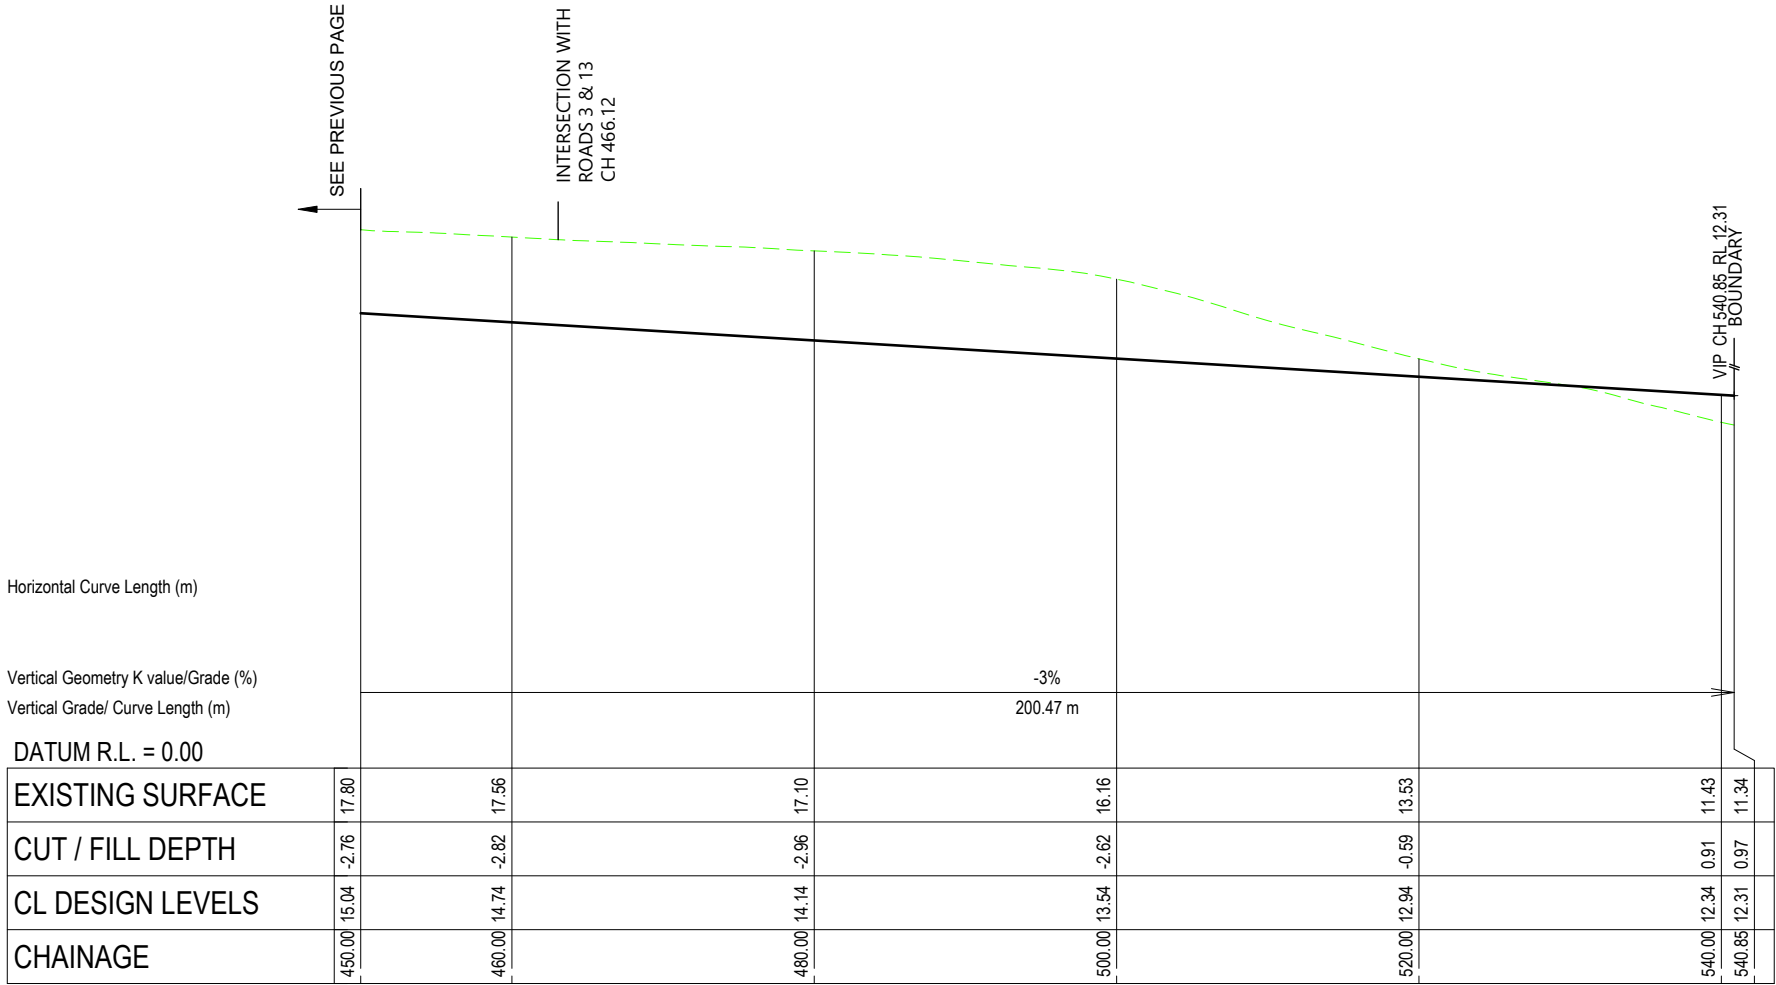 SEE PREVIOUS PAGE
INTERSECTION WITH
ROADS 3 & 13
CH 466.12
VIP CH 540.85 RL 12.31
BOUNDARY
Horizontal Curve Length (m)
Vertical Geometry K value/Grade (%)
-3%
Vertical Grade/ Curve Length (m)
200.47 m
DATUM R.L. = 0.00
EXISTING SURFACE 17.80 17.56 17.10 16.16 13.53 11.43 11.34
CUT / FILL DEPTH -2.76 -2.82 -2.96 -2.62 -0.59 0.91 0.97
CL DESIGN LEVELS 15.04 14.74 14.14 13.54 12.94 12.34 12.31
CHAINAGE 450.00 460.00 480.00 500.00 520.00 540.00 540.85